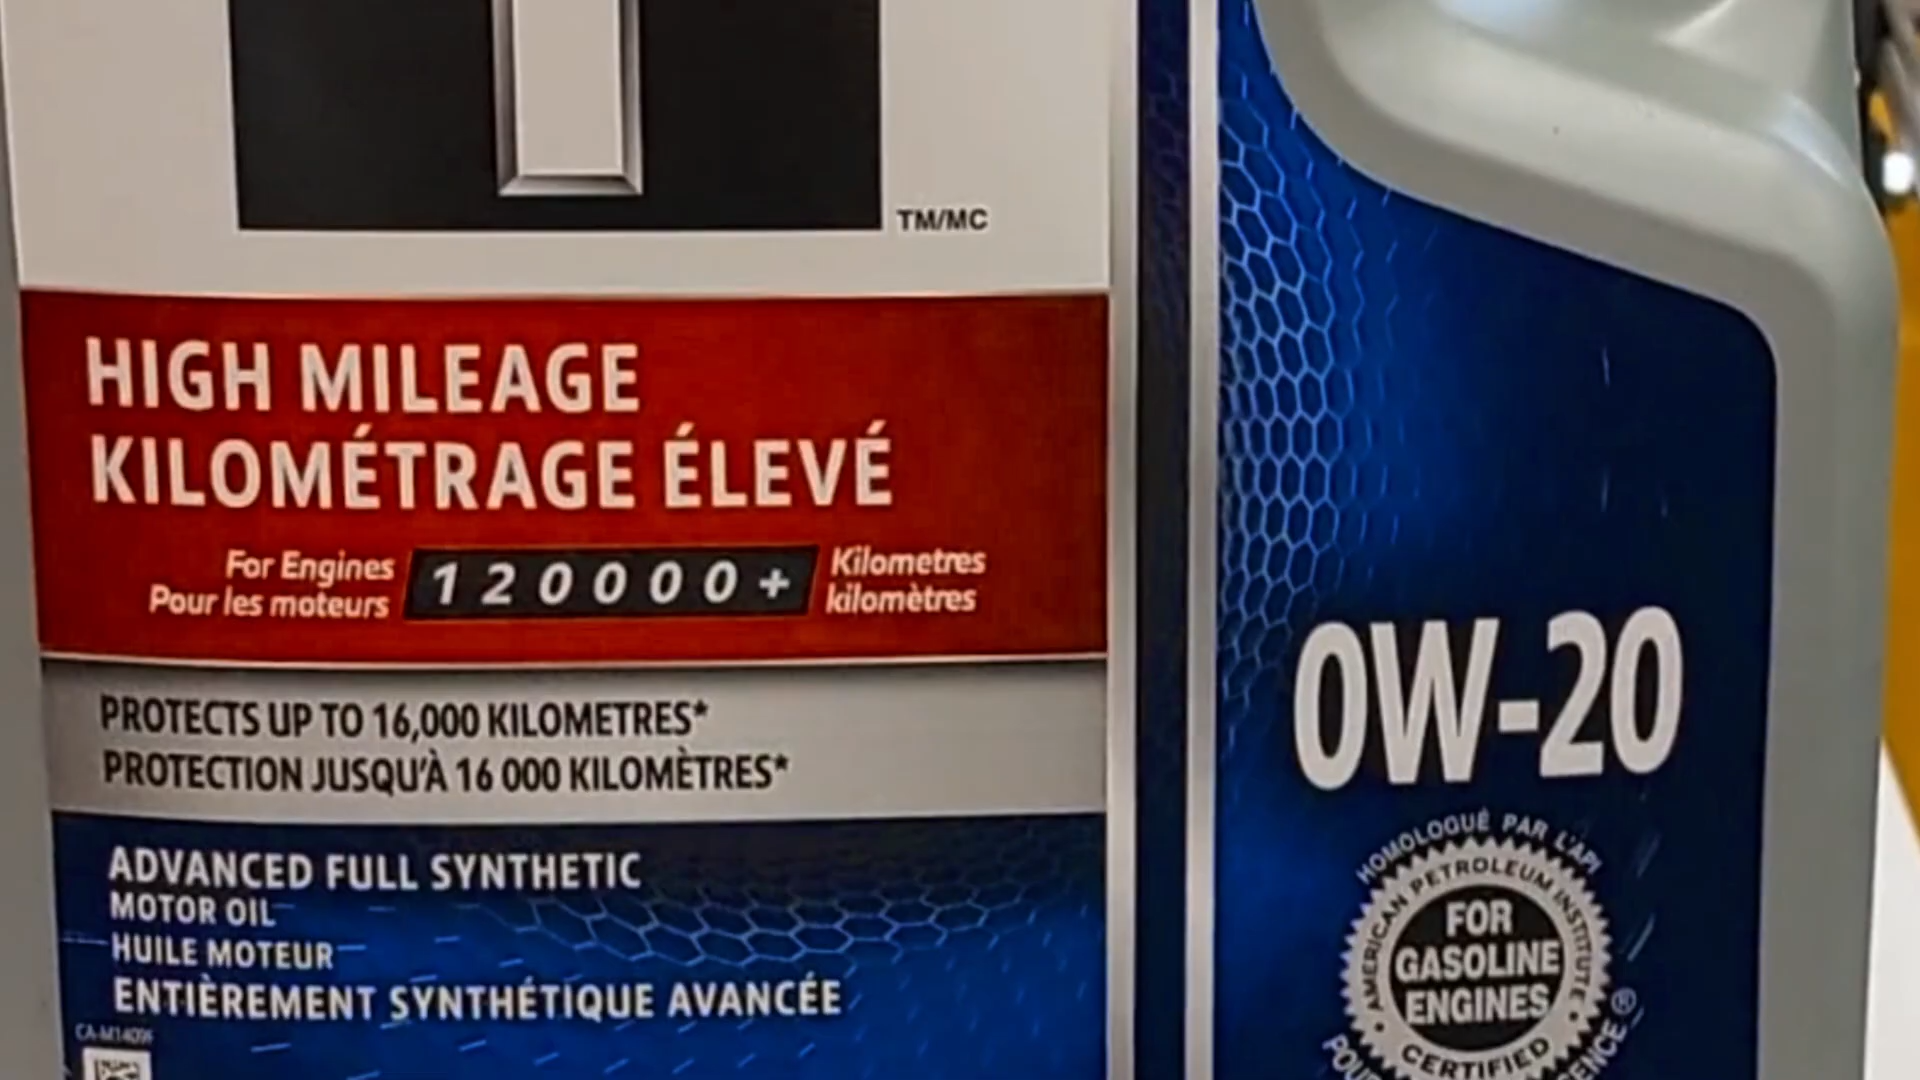 TM/MC
HIGH MILEAGE
KILOMÉTRAGE ÉLEVÉ
For Engines
Pour les moteurs
120000+
Kilometres
kilomètres
PROTECTS UP TO 16,000 KILOMETRES*
PROTECTION JUSQU'À 16 000 KILOMÈTRES*
ADVANCED FULL SYNTHETIC
MOTOR OIL
HUILE MOTEUR
ENTIÈREMENT SYNTHÉTIQUE AVANCÉE
0W-20
HOMOLOGUÉ PAR L'API
AMERICAN PETROLEUM INSTITUTE
FOR
GASOLINE
ENGINES
CERTIFIED
®